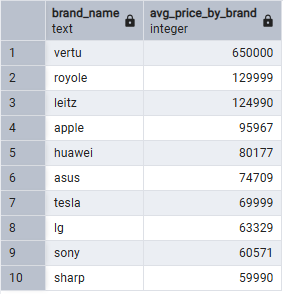 brand_name avg_price_by_brand
text integer
1 vertu 650000
2 royole 129999
3 leitz 124990
4 apple 95967
5 huawei 80177
6 asus 74709
7 tesla 69999
8 lg 63329
9 sony 60571
10 sharp 59990